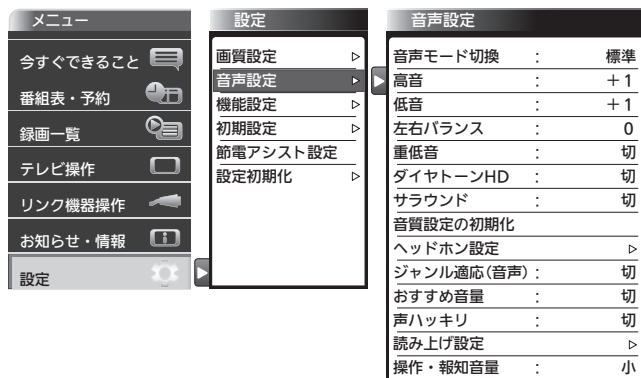 メニュー
今すぐできること
番組表・予約
録画一覧
テレビ操作
リンク機器操作
お知らせ・情報
設定
設定
画質設定
音声設定
機能設定
初期設定
節電アシスト設定
設定初期化
音声設定
音声モード切換 : 標準
高音 : +1
低音 : +1
左右バランス : 0
重低音 : 切
ダイヤトーンHD : 切
サラウンド : 切
音質設定の初期化
ヘッドホン設定
ジャンル適応(音声) : 切
おすすめ音量 : 切
声ハッキリ : 切
読み上げ設定
操作・報知音量 : 小